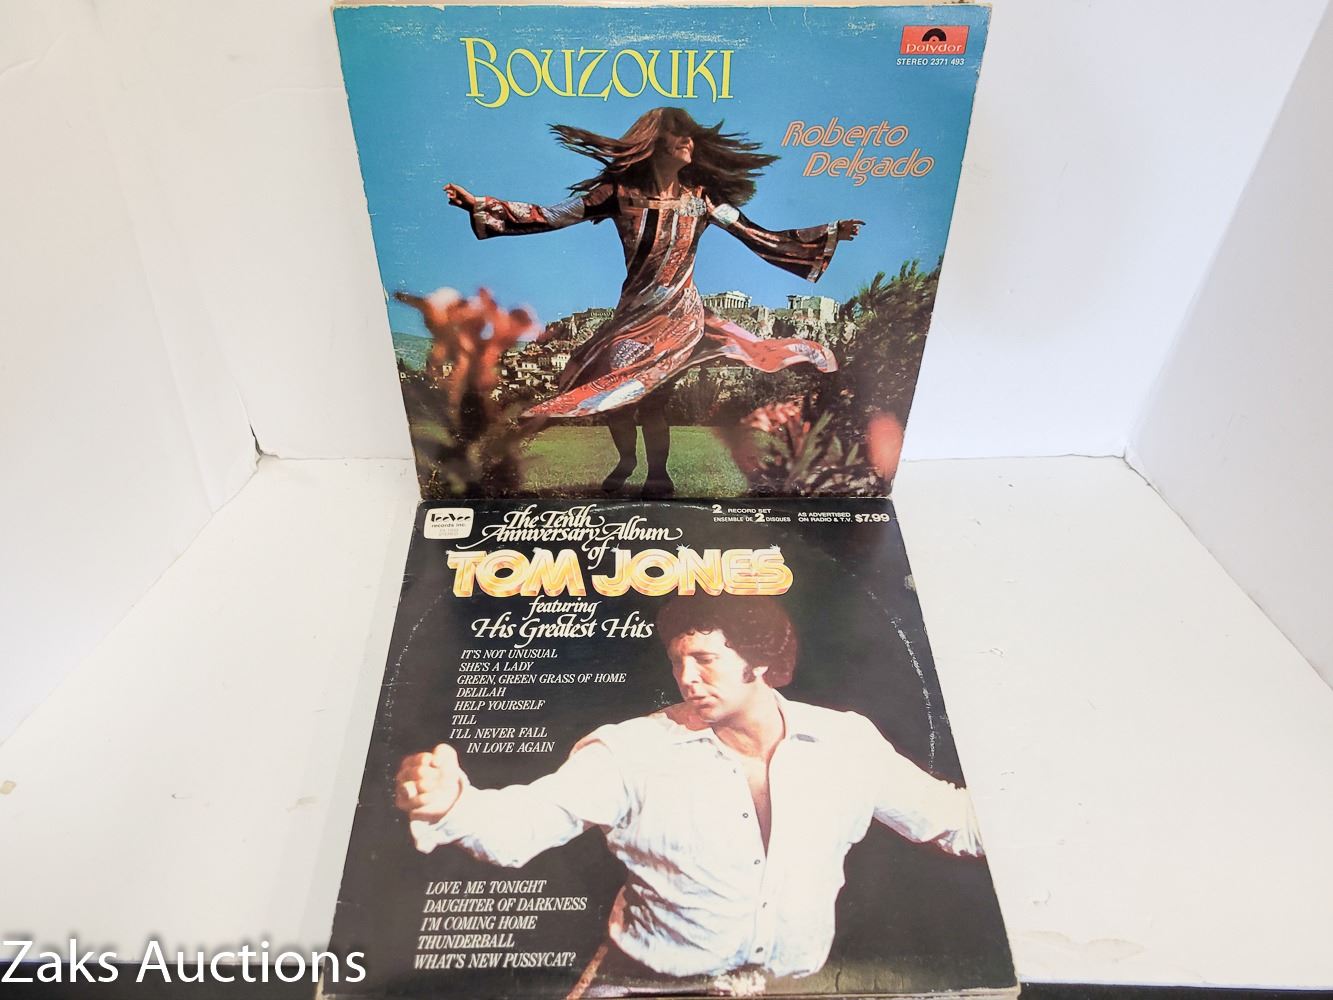 BOUZOUKI
polydor
STEREO 2371 493
Roberto
Delgado
records inc.
STEREO
The Tenth
Anniversary Album
of
TOM JONES
featuring
His Greatest Hits
2 RECORD SET
ENSEMBLE DE 2 DISQUES
AS ADVERTISED
ON RADIO & T.V. $7.99
IT'S NOT UNUSUAL
SHE'S A LADY
GREEN, GREEN GRASS OF HOME
DELILAH
HELP YOURSELF
TILL
I'LL NEVER FALL
IN LOVE AGAIN
LOVE ME TONIGHT
DAUGHTER OF DARKNESS
I'M COMING HOME
THUNDERBALL
WHAT'S NEW PUSSYCAT?
Zaks Auctions